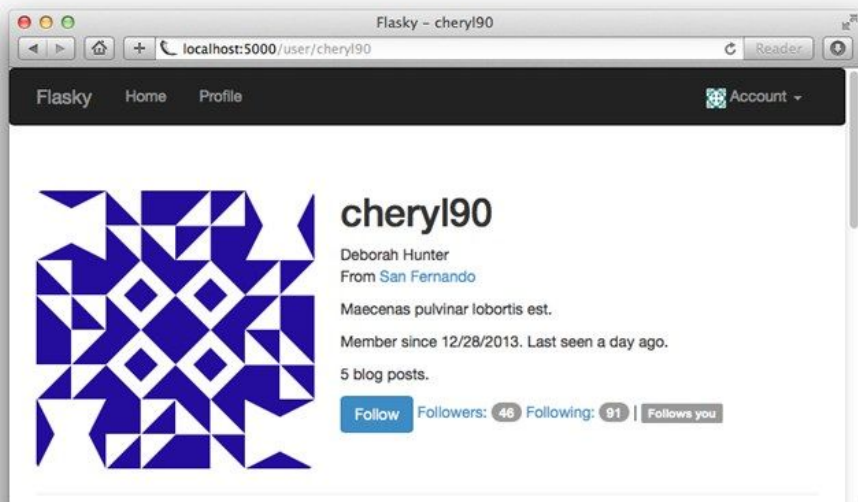 Flasky - cheryl90
localhost:5000/user/cheryl90
Reader
Flasky Home Profile Account
cheryl90
Deborah Hunter
From San Fernando
Maecenas pulvinar lobortis est.
Member since 12/28/2013. Last seen a day ago.
5 blog posts.
Follow Followers: 46 Following: 91 | Follows you